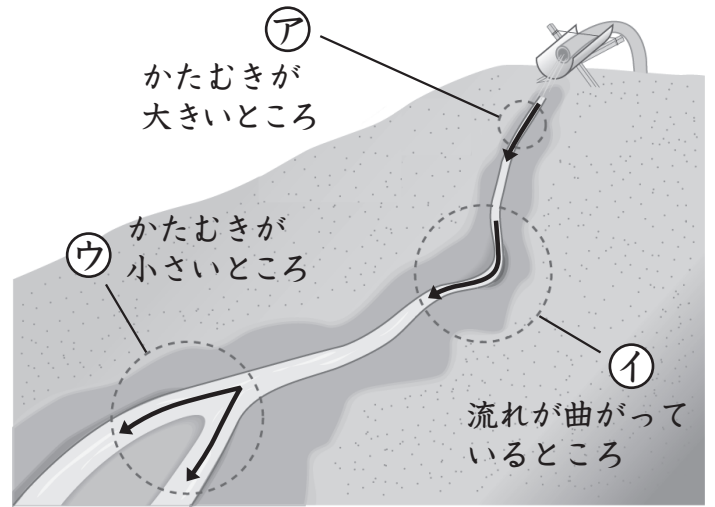 ア
かたむきが
大きいところ
ウ
かたむきが
小さいところ
イ
流れが曲がって
いるところ